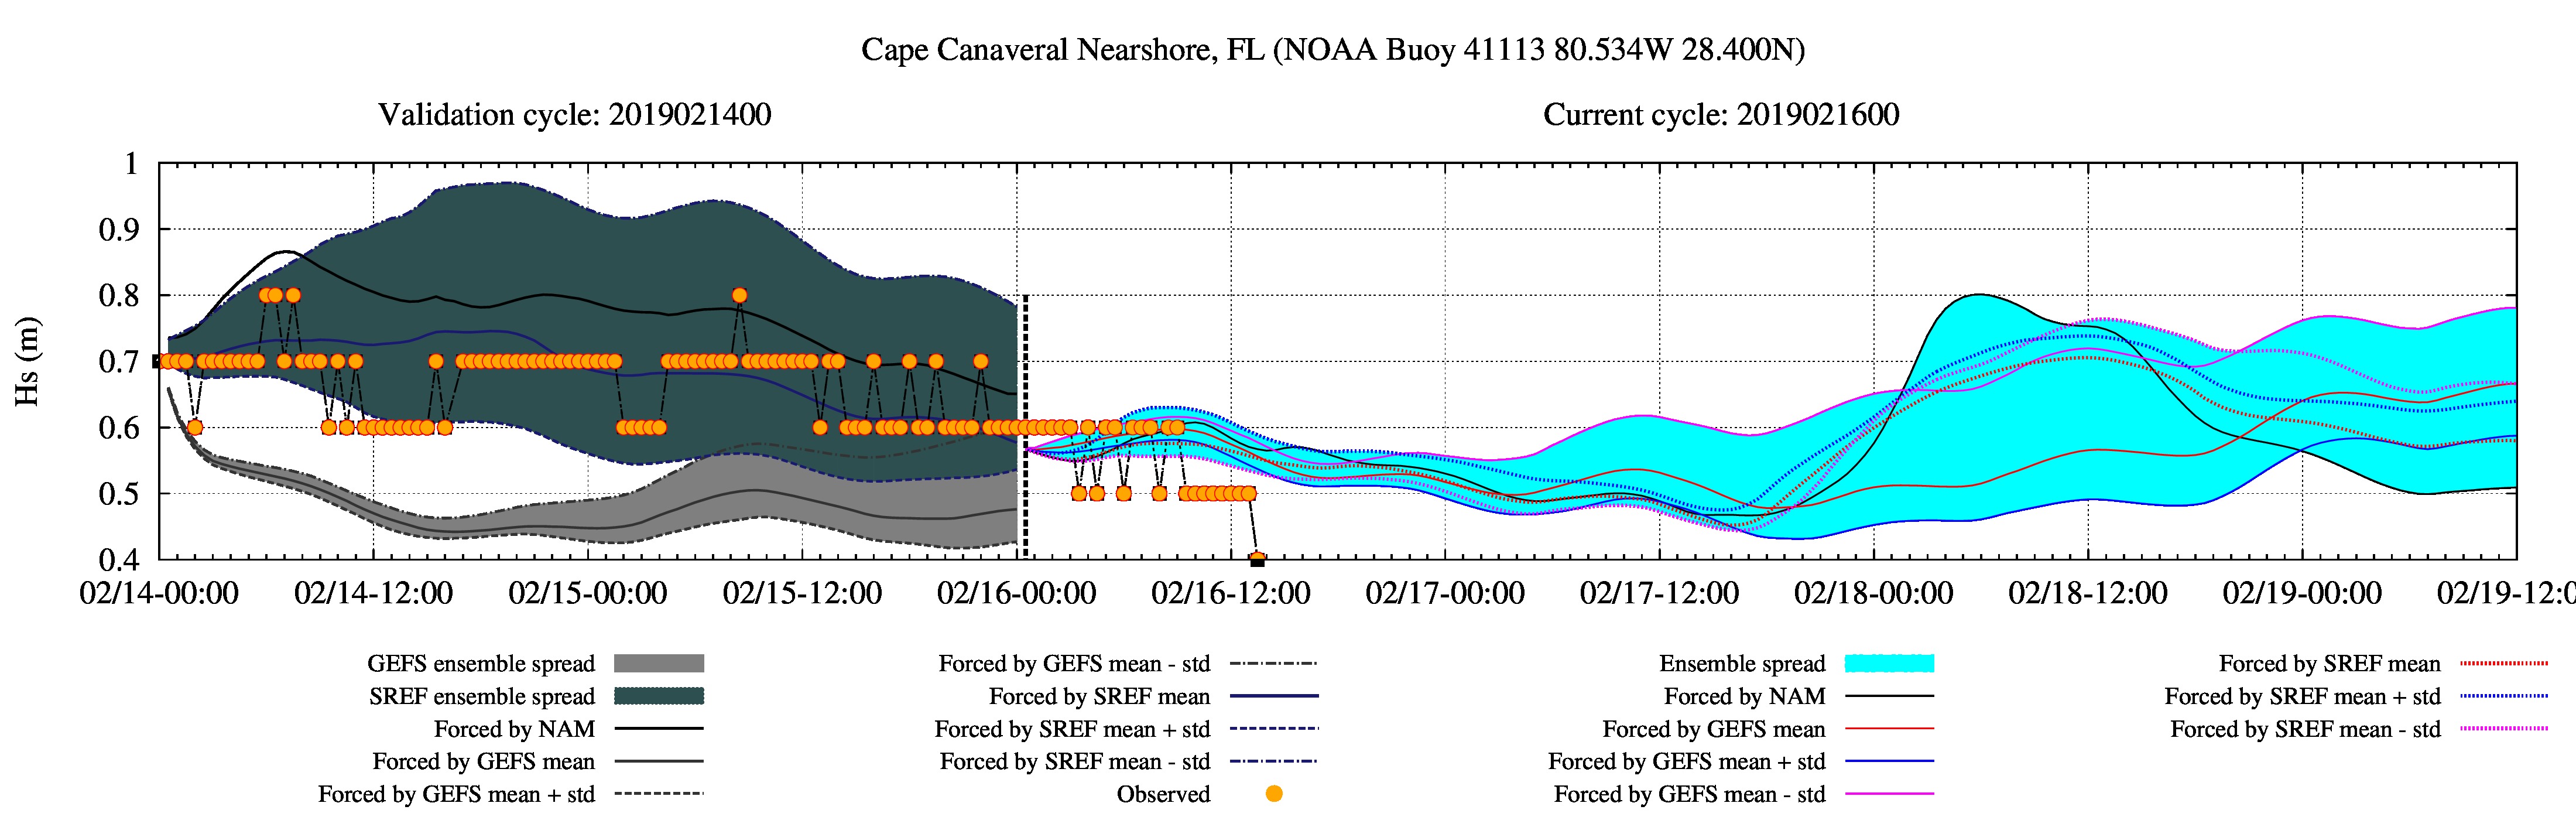 Cape Canaveral Nearshore, FL (NOAA Buoy 41113 80.534W 28.400N)
Validation cycle: 2019021400
Current cycle: 2019021600
Hs (m)
1
0.9
0.8
0.7
0.6
0.5
0.4
02/14-00:00 02/14-12:00 02/15-00:00 02/15-12:00 02/16-00:00 02/16-12:00 02/17-00:00 02/17-12:00 02/18-00:00 02/18-12:00 02/19-00:00 02/19-12:0
GEFS ensemble spread
SREF ensemble spread
Forced by NAM
Forced by GEFS mean
Forced by GEFS mean + std
Forced by GEFS mean - std
Forced by SREF mean
Forced by SREF mean + std
Forced by SREF mean - std
Observed
Ensemble spread
Forced by NAM
Forced by GEFS mean
Forced by GEFS mean + std
Forced by GEFS mean - std
Forced by SREF mean
Forced by SREF mean + std
Forced by SREF mean - std